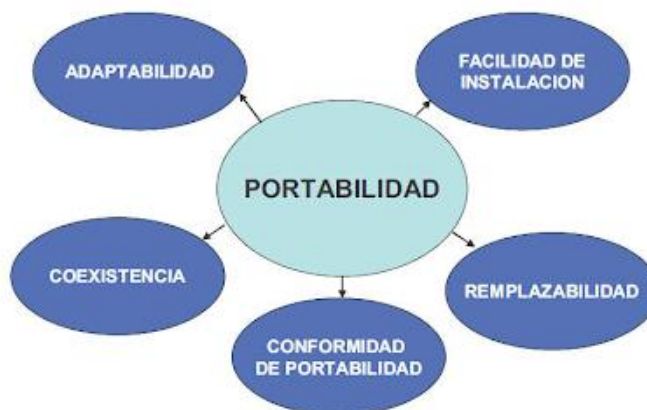 ADAPTABILIDAD
FACILIDAD DE
INSTALACION
PORTABILIDAD
COEXISTENCIA
REMPLAZABILIDAD
CONFORMIDAD
DE PORTABILIDAD